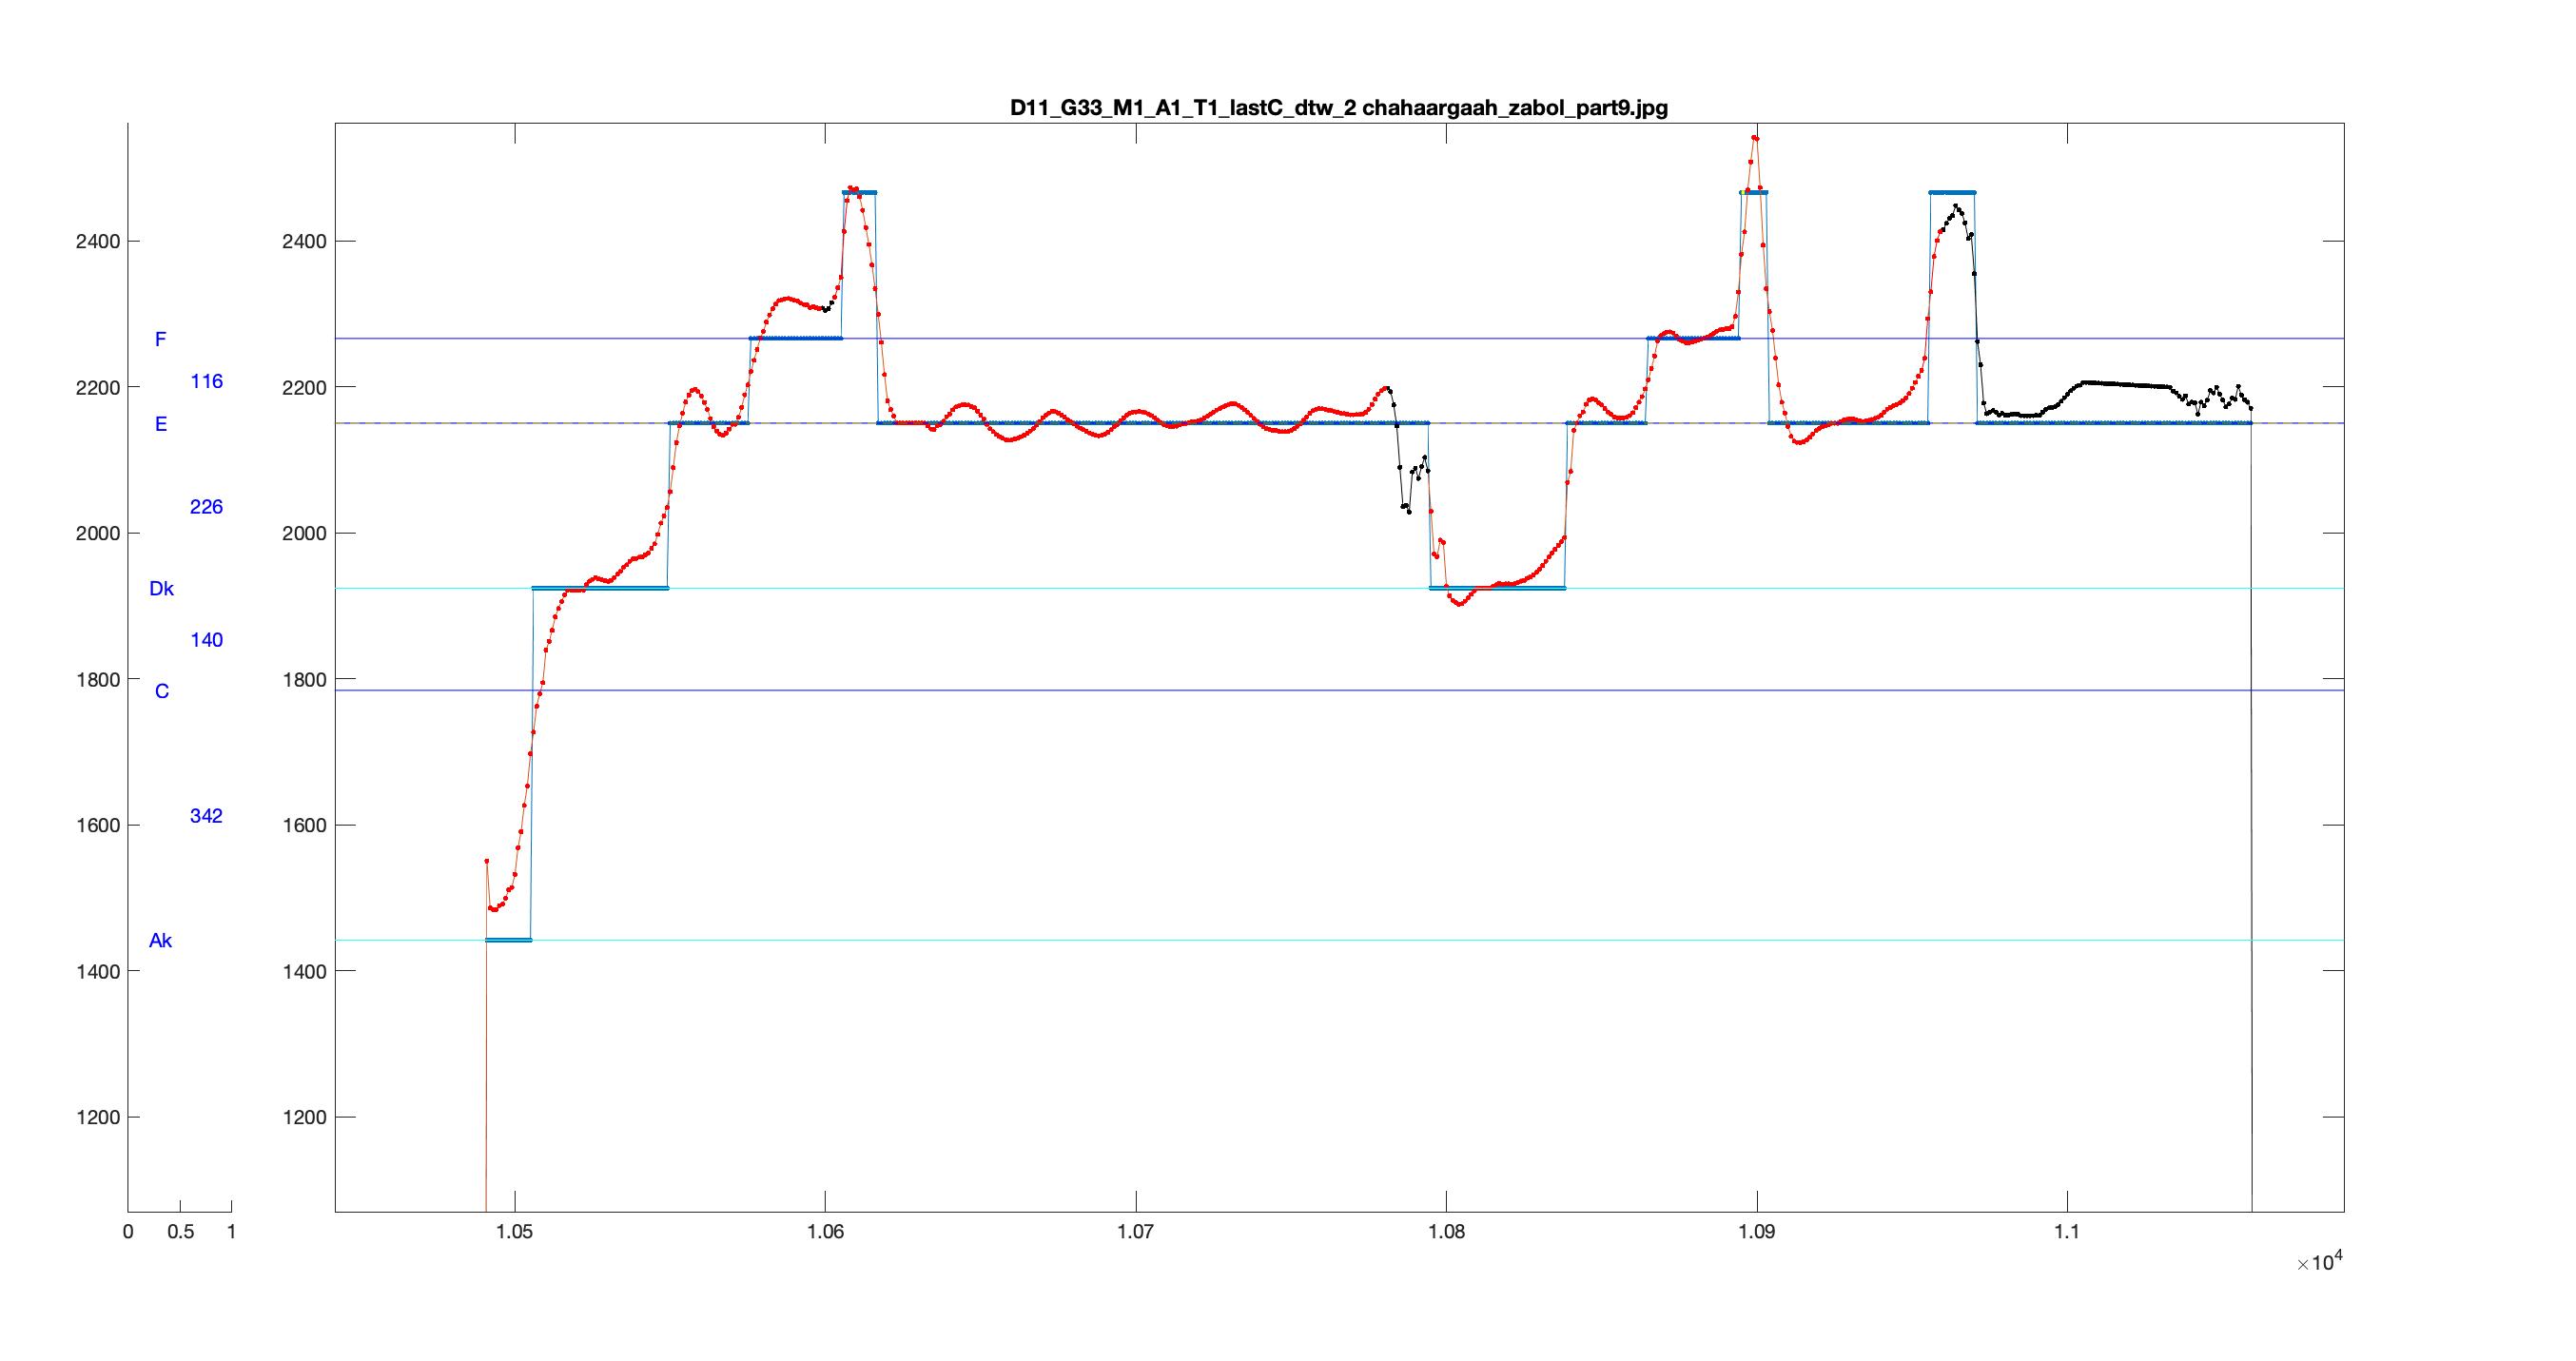 D11_G33_M1_A1_T1_lastC_dtw_2 chahaargaah_zabol_part9.jpg
2400 2400
F
2200 116 2200
E
226
2000 2000
Dk
140
1800 C 1800
342
1600 1600
Ak
1400 1400
1200 1200
0 0.5 1 1.05 1.06 1.07 1.08 1.09 1.1
×10⁴